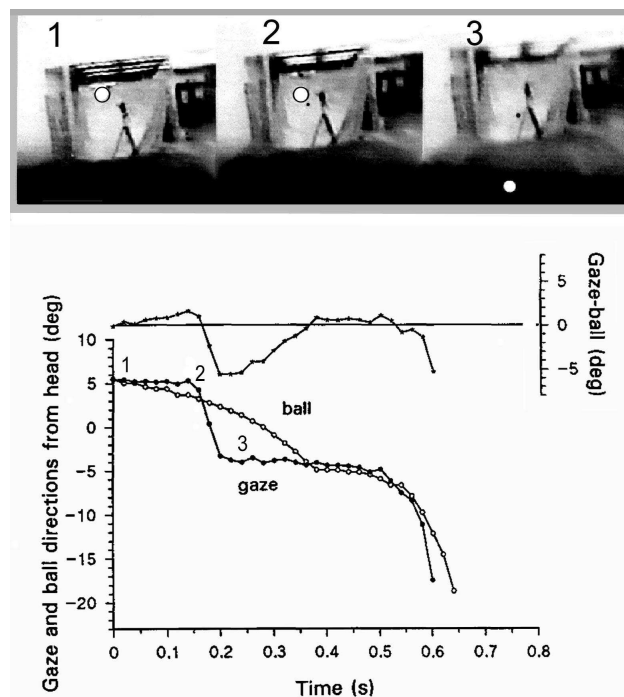 1 2 3
Gaze and ball directions from head (deg)
10
5
0
-5
-10
-15
-20
5
0
-5
Gaze-ball (deg)
1
2
3
ball
gaze
0 0.1 0.2 0.3 0.4 0.5 0.6 0.7 0.8
Time (s)